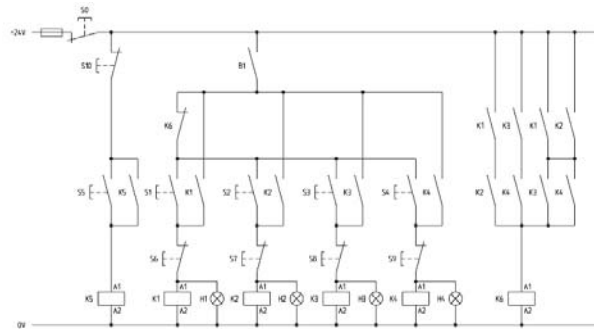 S0
+24V
S10 B1
K6 K1 K3 K1 K2
S5 K5 S1 K1 S2 K2 S3 K3 S4 K4 K2 K4 K3 K4
S6 S7 S8 S9
A1 A1 A1 A1 A1 A1
K5 K1 H1 K2 H2 K3 H3 K4 H4 K6
A2 A2 A2 A2 A2 A2
0V